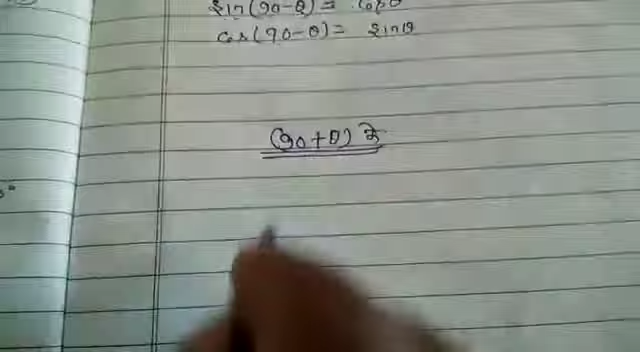 sin(90-θ) = cosθ
cos(90-θ) = sinθ
(90+θ) के